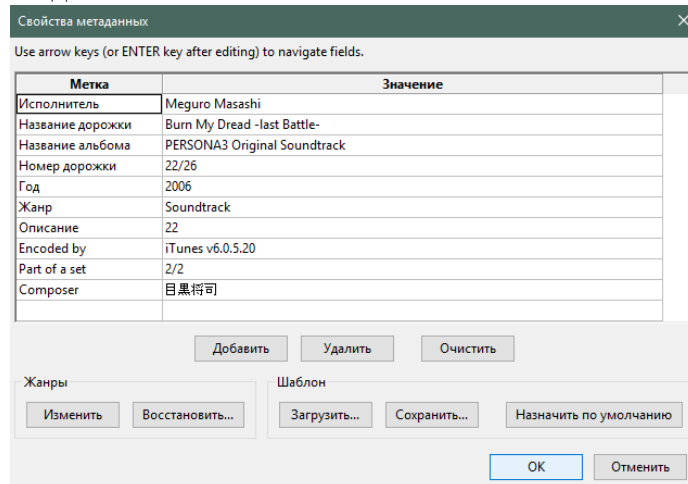 Свойства метаданных
Use arrow keys (or ENTER key after editing) to navigate fields.
Метка Значение
Исполнитель Meguro Masashi
Название дорожки Burn My Dread -last Battle-
Название альбома PERSONA3 Original Soundtrack
Номер дорожки 22/26
Год 2006
Жанр Soundtrack
Описание 22
Encoded by iTunes v6.0.5.20
Part of a set 2/2
Composer 目黒将司
Добавить Удалить Очистить
Жанры Шаблон
Изменить Восстановить... Загрузить... Сохранить... Назначить по умолчанию
OK Отменить